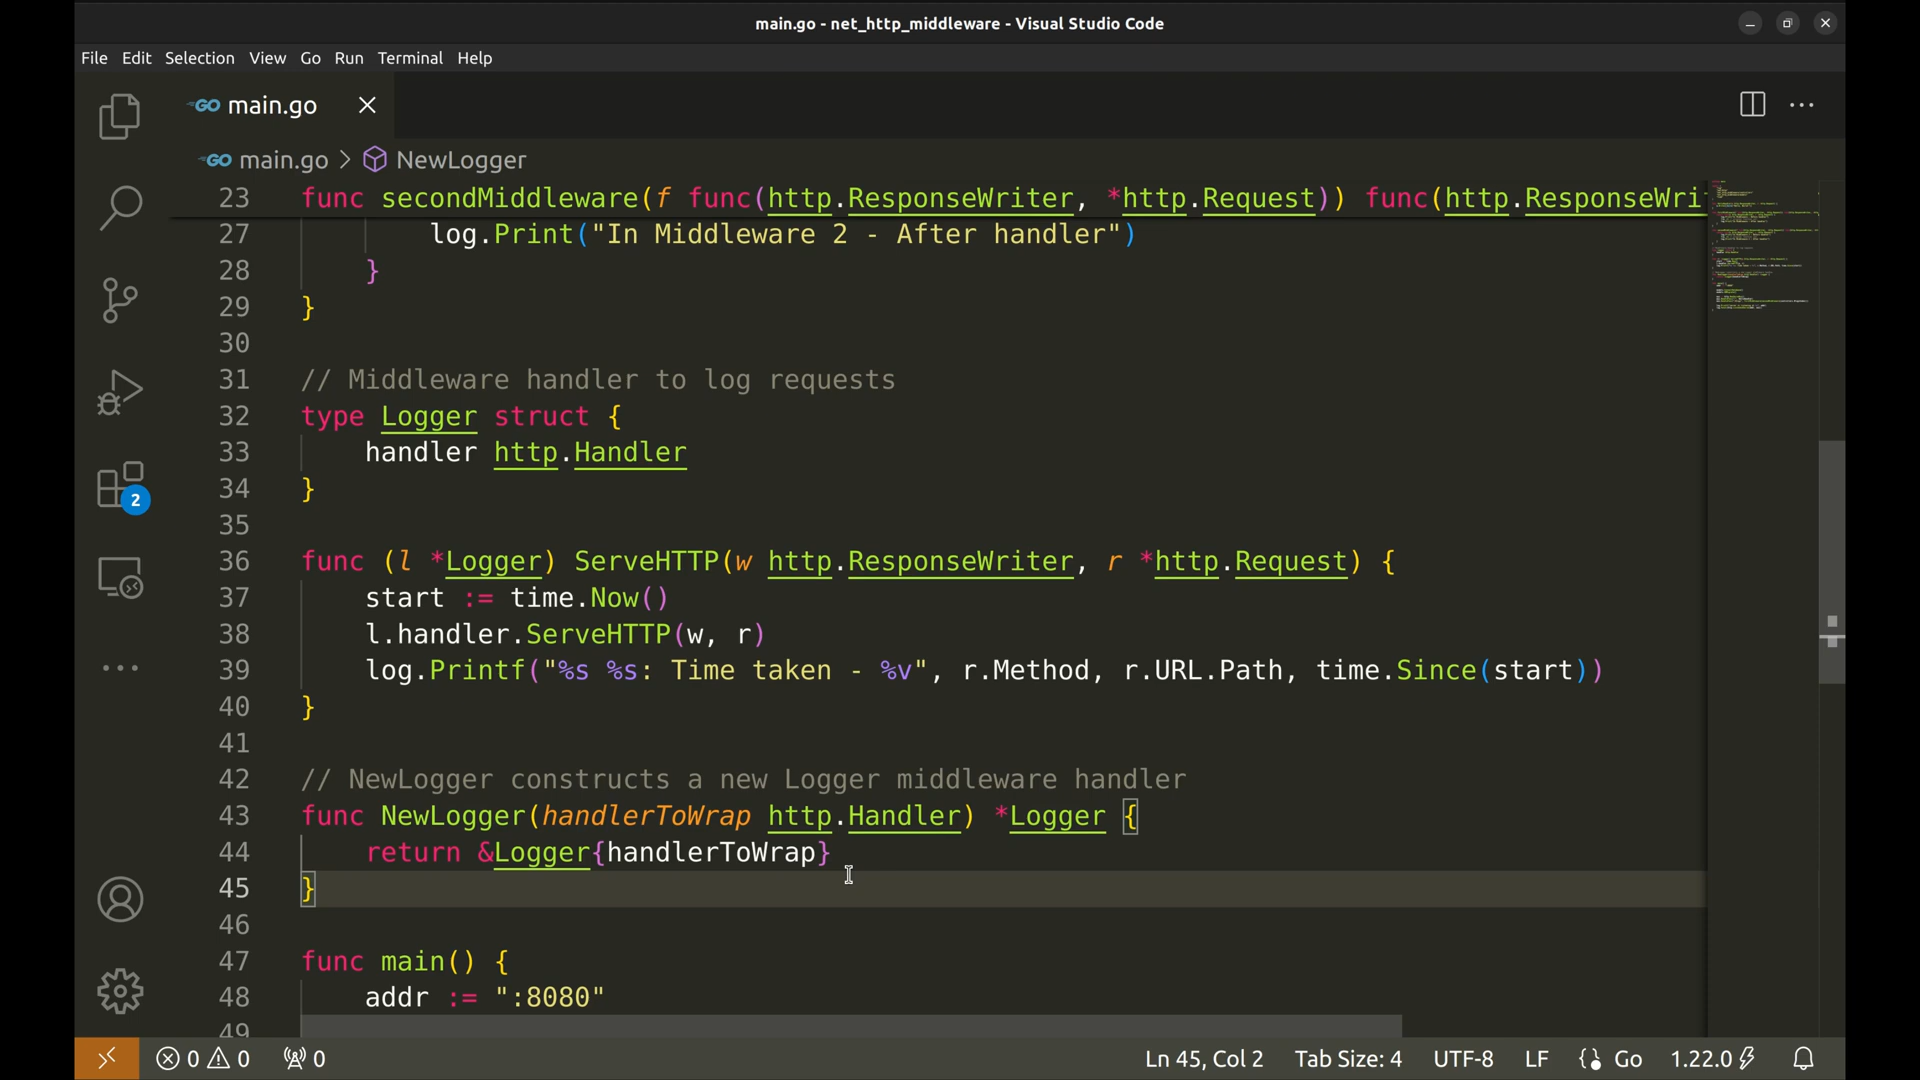 main.go - net_http_middleware - Visual Studio Code
File Edit Selection View Go Run Terminal Help
GO main.go
GO main.go > NewLogger
23 func secondMiddleware(f func(http.ResponseWriter, *http.Request)) func(http.ResponseWri
27 log.Print("In Middleware 2 - After handler")
28 }
29 }
30
31 // Middleware handler to log requests
32 type Logger struct {
33 handler http.Handler
34 }
35
36 func (l *Logger) ServeHTTP(w http.ResponseWriter, r *http.Request) {
37 start := time.Now()
38 l.handler.ServeHTTP(w, r)
39 log.Printf("%s %s: Time taken - %v", r.Method, r.URL.Path, time.Since(start))
40 }
41
42 // NewLogger constructs a new Logger middleware handler
43 func NewLogger(handlerToWrap http.Handler) *Logger {
44 return &Logger{handlerToWrap}
45 }
46
47 func main() {
48 addr := ":8080"
49
2
0 0 0 Ln 45, Col 2 Tab Size: 4 UTF-8 LF Go 1.22.0